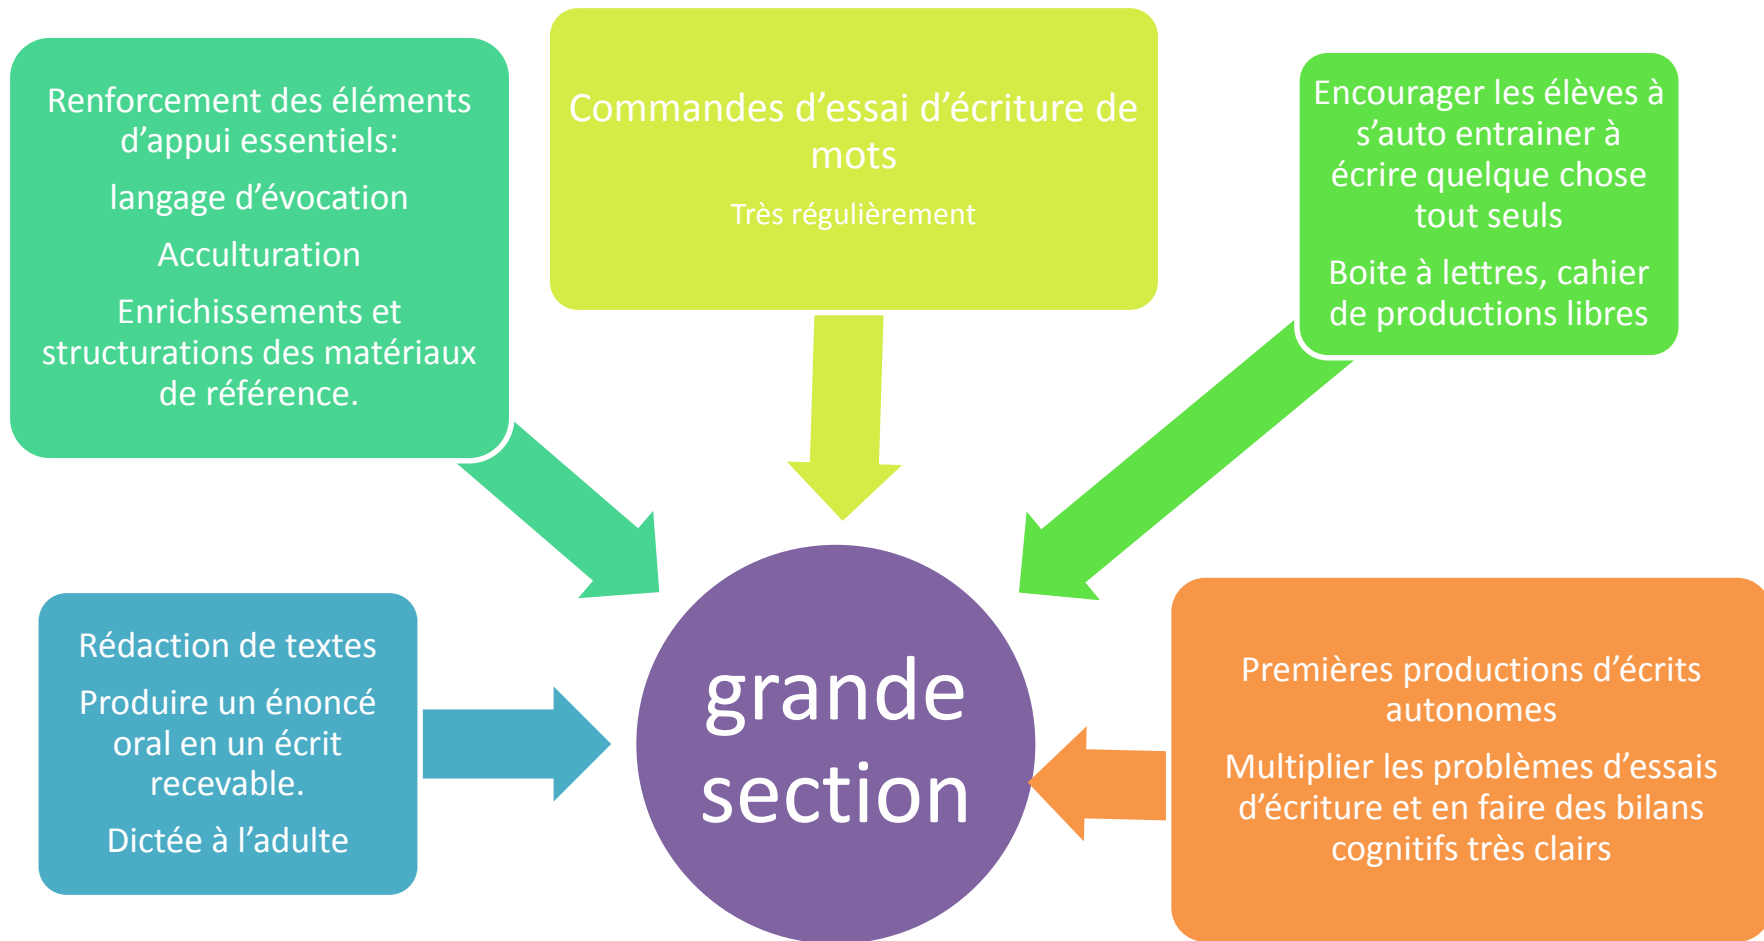 Renforcement des éléments
d’appui essentiels:
langage d’évocation
Acculturation
Enrichissements et
structurations des matériaux
de référence.
Commandes d’essai d’écriture de
mots
Très régulièrement
Encourager les élèves à
s’auto entrainer à
écrire quelque chose
tout seuls
Boite à lettres, cahier
de productions libres
Rédaction de textes
Produire un énoncé
oral en un écrit
recevable.
Dictée à l’adulte
grande
section
Premières productions d’écrits
autonomes
Multiplier les problèmes d’essais
d’écriture et en faire des bilans
cognitifs très clairs